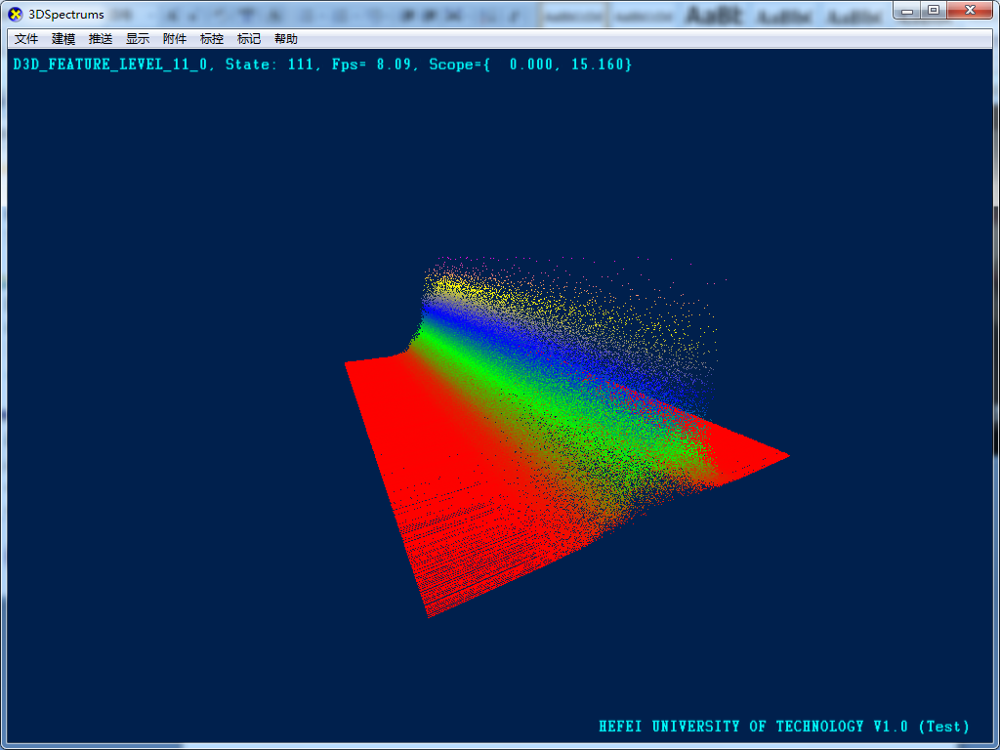 3DSpectrums
文件 建模 推送 显示 附件 标控 标记 帮助
D3D_FEATURE_LEVEL_11_0, State: 111, Fps= 8.09, Scope={  0.000, 15.160}
HEFEI UNIVERSITY OF TECHNOLOGY V1.0 (Test)